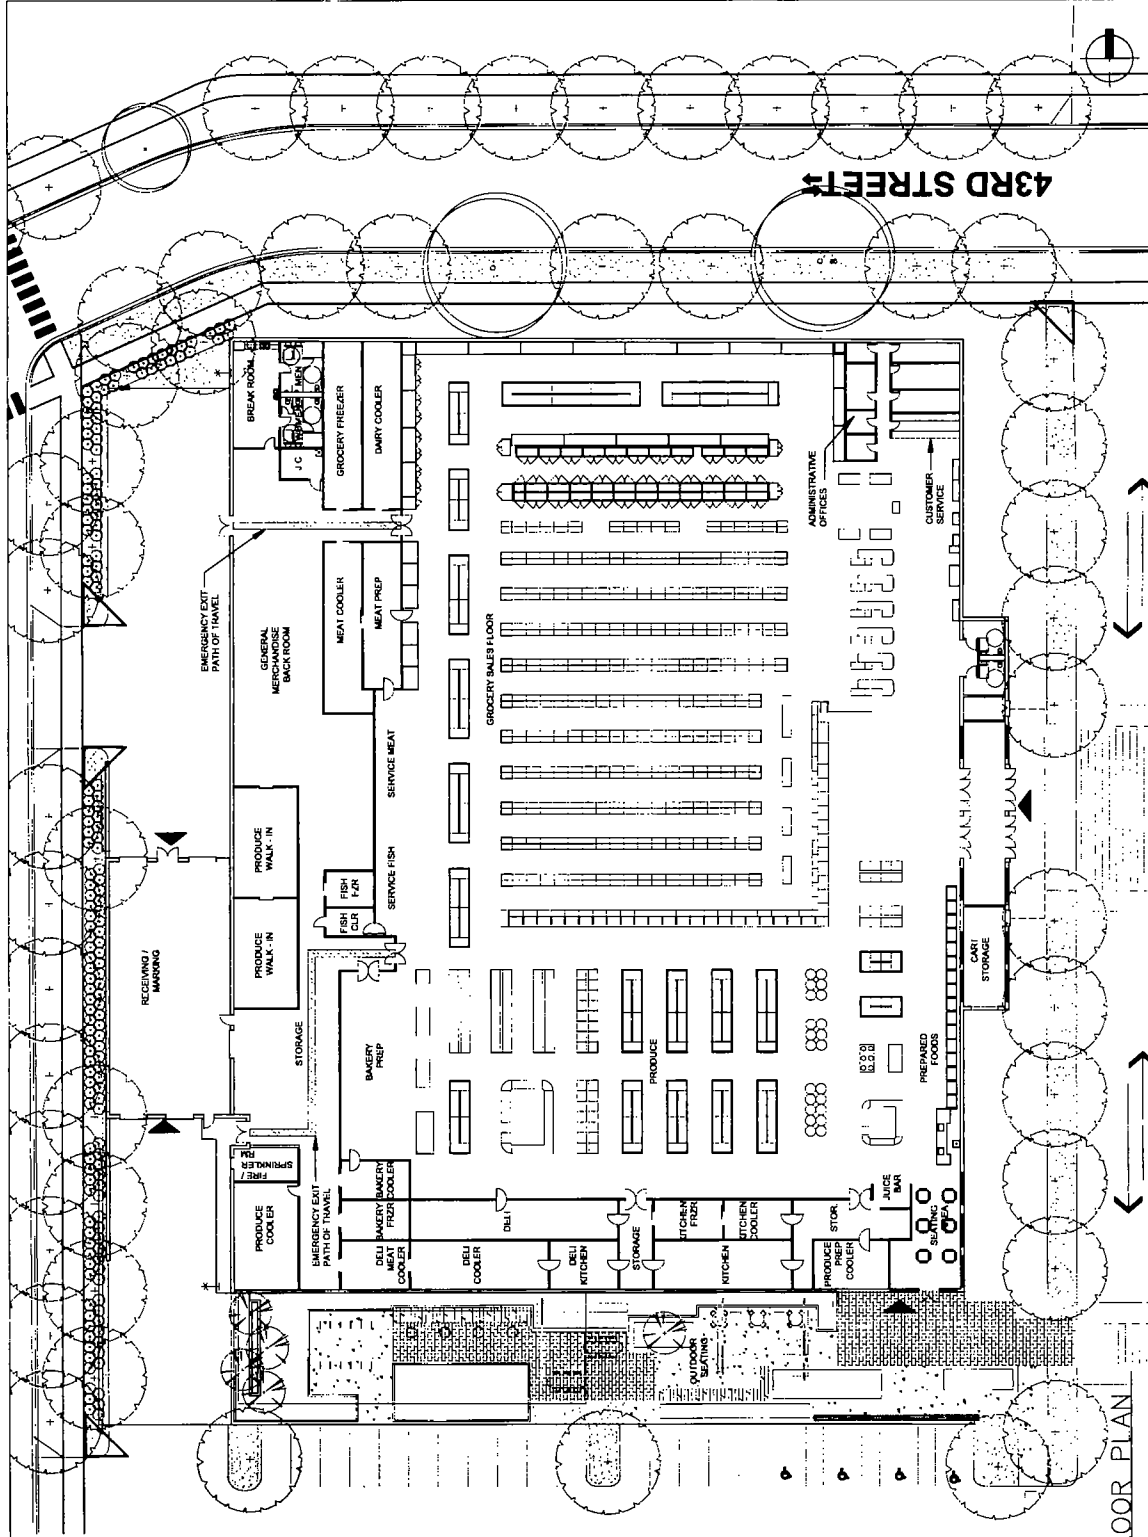 43RD STREET
BREAK ROOM
WOMEN
MEN
J C
GROCERY FREEZER
DAIRY COOLER
EMERGENCY EXIT
PATH OF TRAVEL
GENERAL
MERCHANDISE
BACK ROOM
MEAT COOLER
MEAT PREP
GROCERY SALES FLOOR
ADMINISTRATIVE
OFFICES
CUSTOMER
SERVICE
SERVICE MEAT
SERVICE FISH
PRODUCE
WALK - IN
FISH
FZR
FISH
CLR
PRODUCE
WALK - IN
RECEIVING /
MARKING
STORAGE
BAKERY
PREP
PRODUCE
PREPARED
FOODS
CART
STORAGE
FIRE /
SPRINKLER
RM
PRODUCE
COOLER
EMERGENCY EXIT
PATH OF TRAVEL
BAKERY
FRZR
BAKERY
COOLER
DELI
MEAT
COOLER
DELI
DELI
COOLER
DELI
KITCHEN
STORAGE
KITCHEN
FRZR
KITCHEN
COOLER
KITCHEN
STOR.
PRODUCE
PREP
COOLER
JUICE
BAR
SEATING
AREA
OUTDOOR
SEATING
OOR PLAN